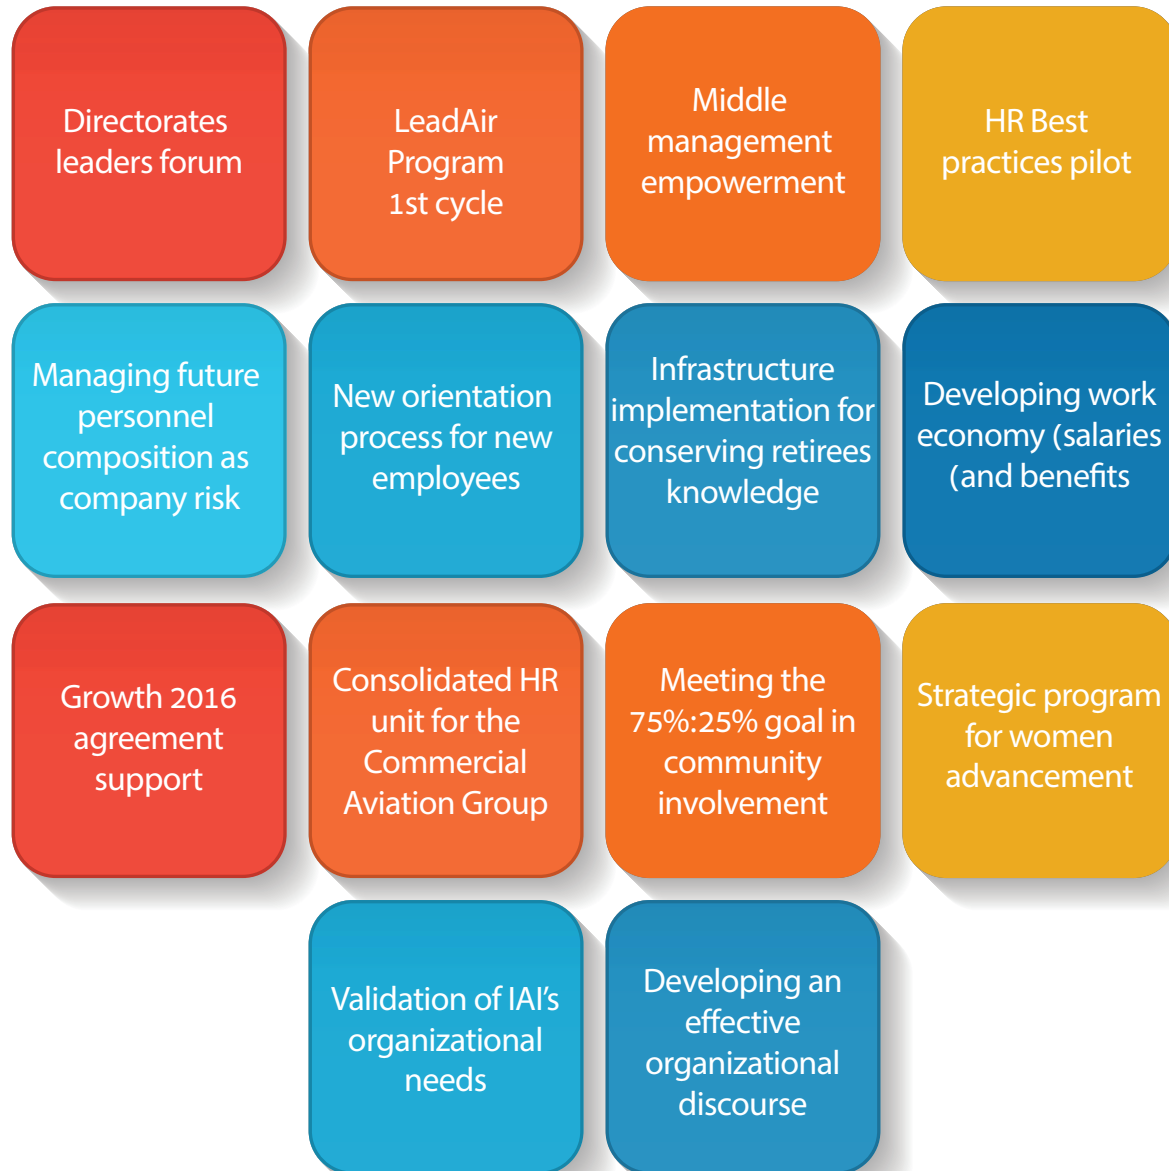 Directorates
leaders forum
LeadAir
Program
1st cycle
Middle
management
empowerment
HR Best
practices pilot
Managing future
personnel
composition as
company risk
New orientation
process for new
employees
Infrastructure
implementation for
conserving retirees
knowledge
Developing work
economy (salaries
(and benefits
Growth 2016
agreement
support
Consolidated HR
unit for the
Commercial
Aviation Group
Meeting the
75%:25% goal in
community
involvement
Strategic program
for women
advancement
Validation of IAI’s
organizational
needs
Developing an
effective
organizational
discourse